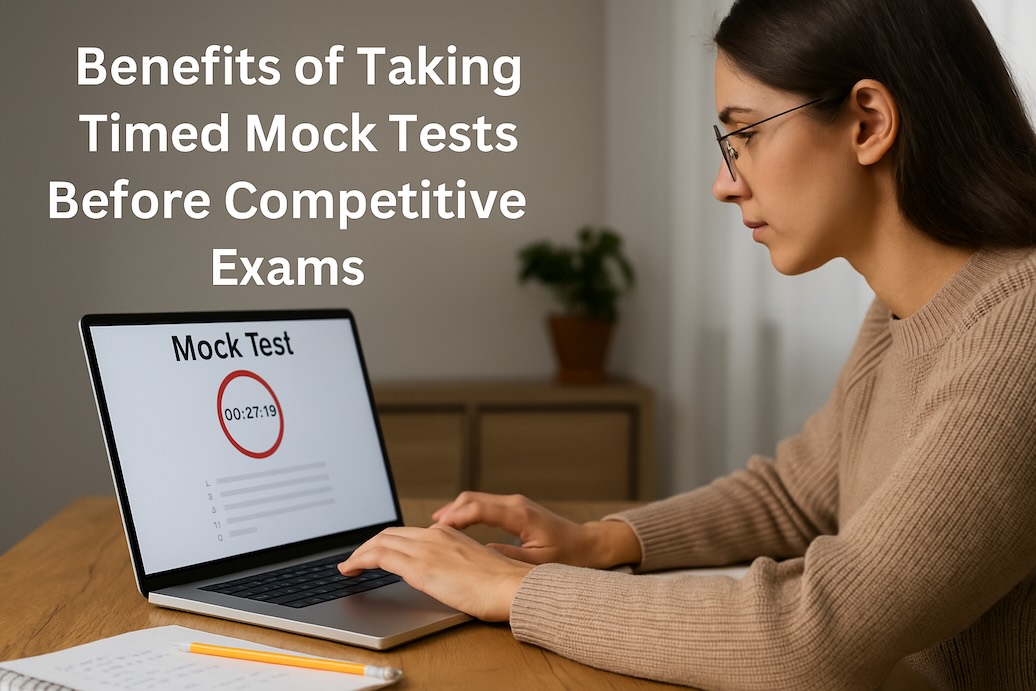 Benefits of Taking
Timed Mock Tests
Before Competitive
Exams
Mock Test
00:27:19